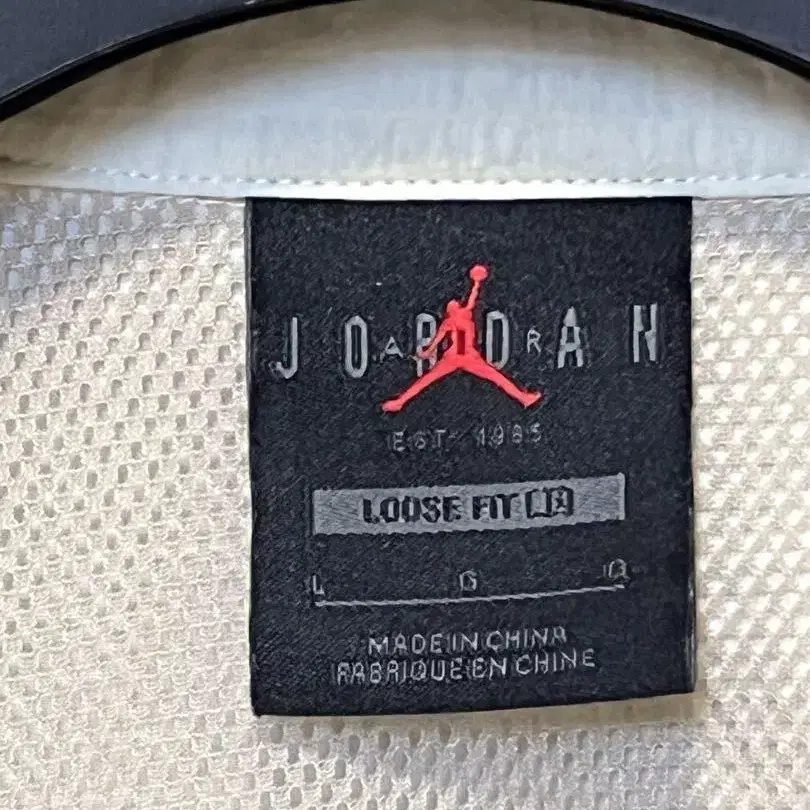 JORDAN
AIR
EST 1985
LOOSE FIT
L G G
MADE IN CHINA
FABRIQUE EN CHINE